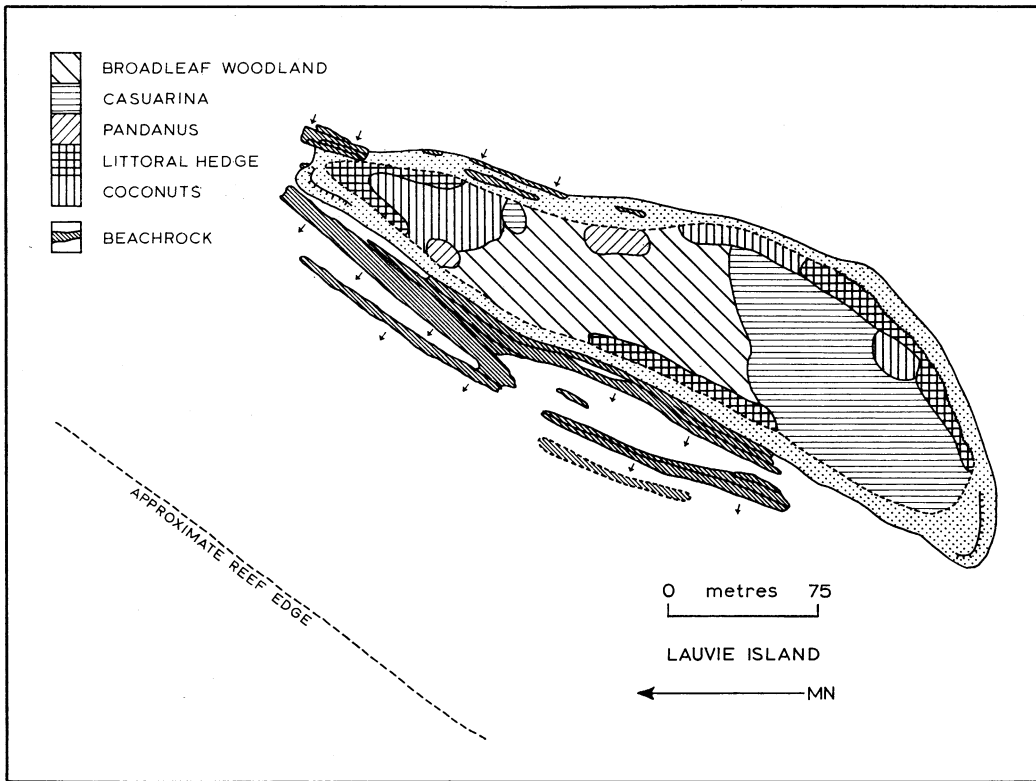 BROADLEAF WOODLAND
CASUARINA
PANDANUS
LITTORAL HEDGE
COCONUTS
BEACHROCK
APPROXIMATE REEF EDGE
0 metres 75
LAUVIE ISLAND
MN